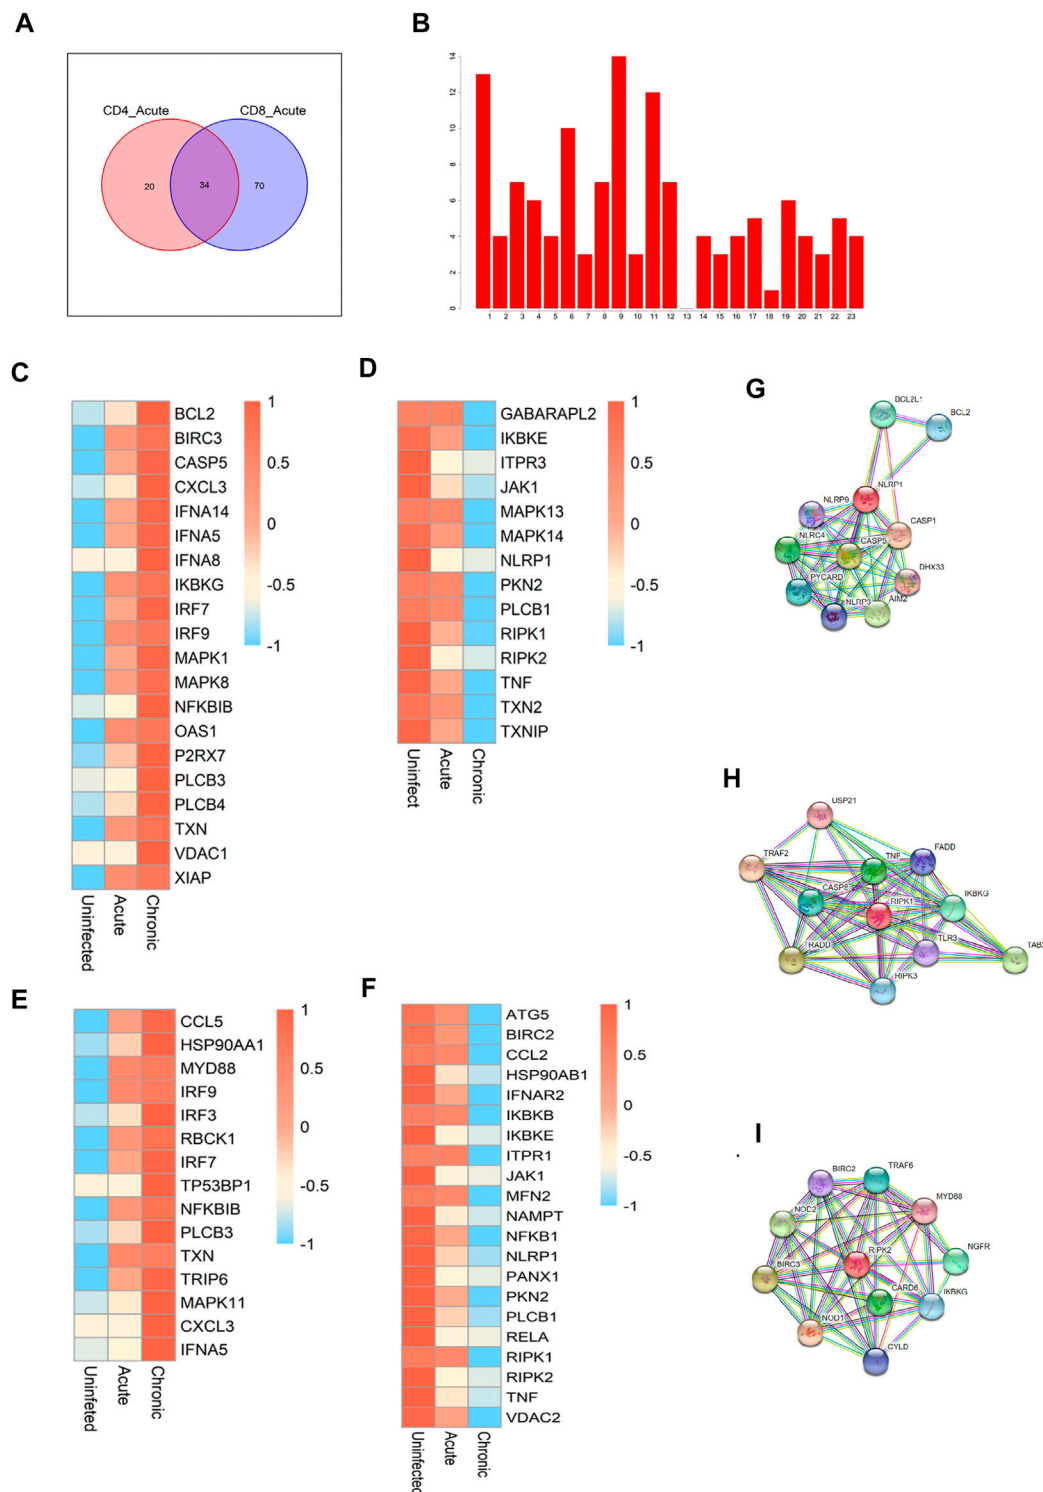 A
CD4_Acute
CD8_Acute
20
34
70
B
14
12
10
8
6
4
2
0
1 2 3 4 5 6 7 8 9 10 11 12 13 14 15 16 17 18 19 20 21 22 23
C
BCL2
BIRC3
CASP5
CXCL3
IFNA14
IFNA5
IFNA8
IKBKG
IRF7
IRF9
MAPK1
MAPK8
NFKBIB
OAS1
P2RX7
PLCB3
PLCB4
TXN
VDAC1
XIAP
Uninfected
Acute
Chronic
1
0.5
0
-0.5
-1
D
GABARAPL2
IKBKE
ITPR3
JAK1
MAPK13
MAPK14
NLRP1
PKN2
PLCB1
RIPK1
RIPK2
TNF
TXN2
TXNIP
Uninfect
Acute
Chronic
1
0.5
0
-0.5
-1
G
BCL2L1
BCL2
NLRP1
NLRP9
CASP1
NLRC4
CASP5
DHX33
PYCARD
NLRP3
AIM2
H
USP21
TRAF2
TNF
FADD
CASP8
RIPK1
IKBKG
TRADD
TLR3
TAB2
RIPK3
E
CCL5
HSP90AA1
MYD88
IRF9
IRF3
RBCK1
IRF7
TP53BP1
NFKBIB
PLCB3
TXN
TRIP6
MAPK11
CXCL3
IFNA5
Uninfeted
Acute
Chronic
1
0.5
0
-0.5
-1
F
ATG5
BIRC2
CCL2
HSP90AB1
IFNAR2
IKBKB
IKBKE
ITPR1
JAK1
MFN2
NAMPT
NFKB1
NLRP1
PANX1
PKN2
PLCB1
RELA
RIPK1
RIPK2
TNF
VDAC2
Uninfected
Acute
Chronic
1
0.5
0
-0.5
-1
I
BIRC2
TRAF6
MYD88
NOD2
RIPK2
NGFR
BIRC3
CARD6
IKBKG
NOD1
CYLD